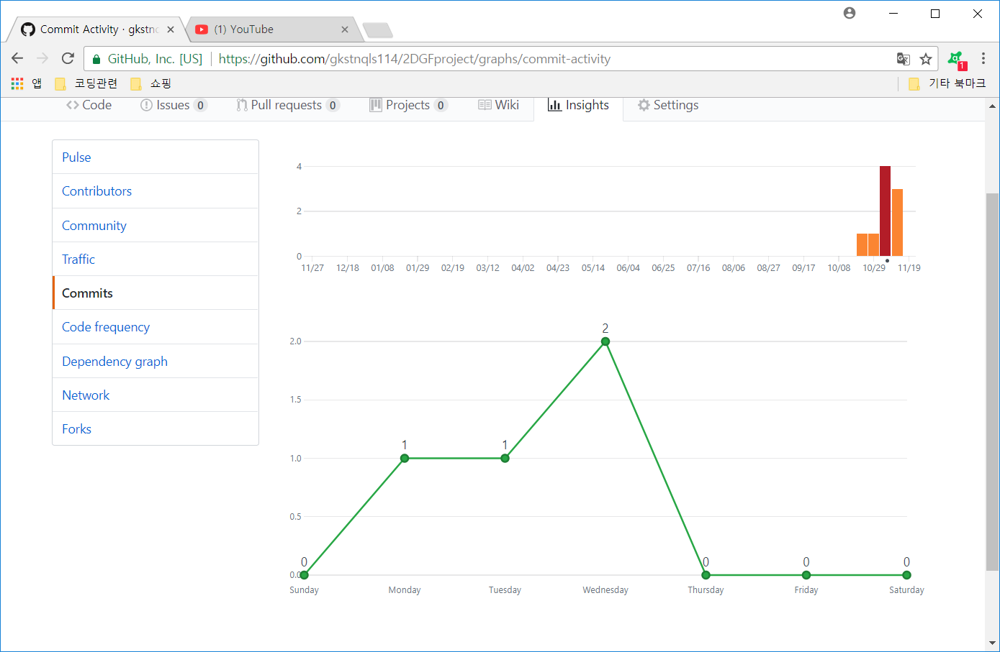 Commit Activity · gkstnc
(1) YouTube
GitHub, Inc. [US]
https://github.com/gkstnqls114/2DGFproject/graphs/commit-activity
1
앱
코딩관련
쇼핑
기타 북마크
Code
Issues 0
Pull requests 0
Projects 0
Wiki
Insights
Settings
Pulse
Contributors
Community
Traffic
Commits
Code frequency
Dependency graph
Network
Forks
4
2
0
11/27 12/18 01/08 01/29 02/19 03/12 04/02 04/23 05/14 06/04 06/25 07/16 08/06 08/27 09/17 10/08 10/29 11/19
2
2.0
1.5
1 1
1.0
0.5
0 0 0 0
0.0
Sunday Monday Tuesday Wednesday Thursday Friday Saturday